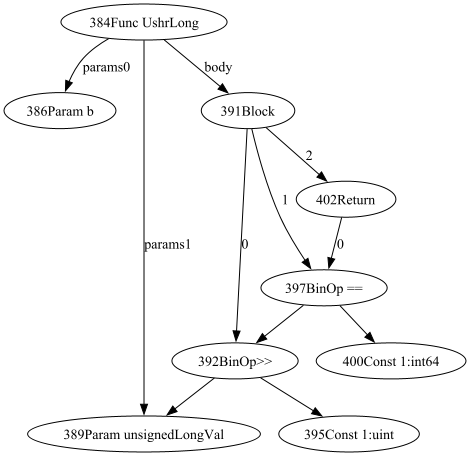 384Func UshrLong
params0
body
386Param b
391Block
2
402Return
params1
0
1
0
397BinOp ==
392BinOp>>
400Const 1:int64
389Param unsignedLongVal
395Const 1:uint